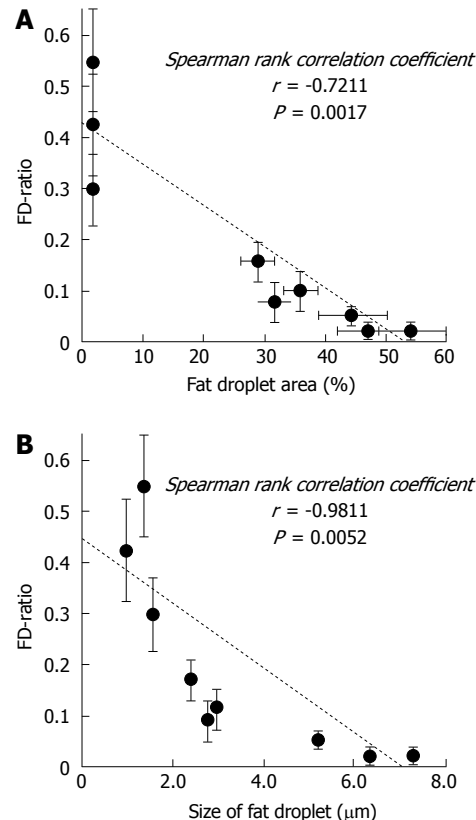 A
0.6
0.5
0.4
0.3
0.2
0.1
0
FD-ratio
Spearman rank correlation coefficient
r = -0.7211
P = 0.0017
0 10 20 30 40 50 60
Fat droplet area (%)
B
0.6
0.5
0.4
0.3
0.2
0.1
0
FD-ratio
Spearman rank correlation coefficient
r = -0.9811
P = 0.0052
0 2.0 4.0 6.0 8.0
Size of fat droplet (μm)